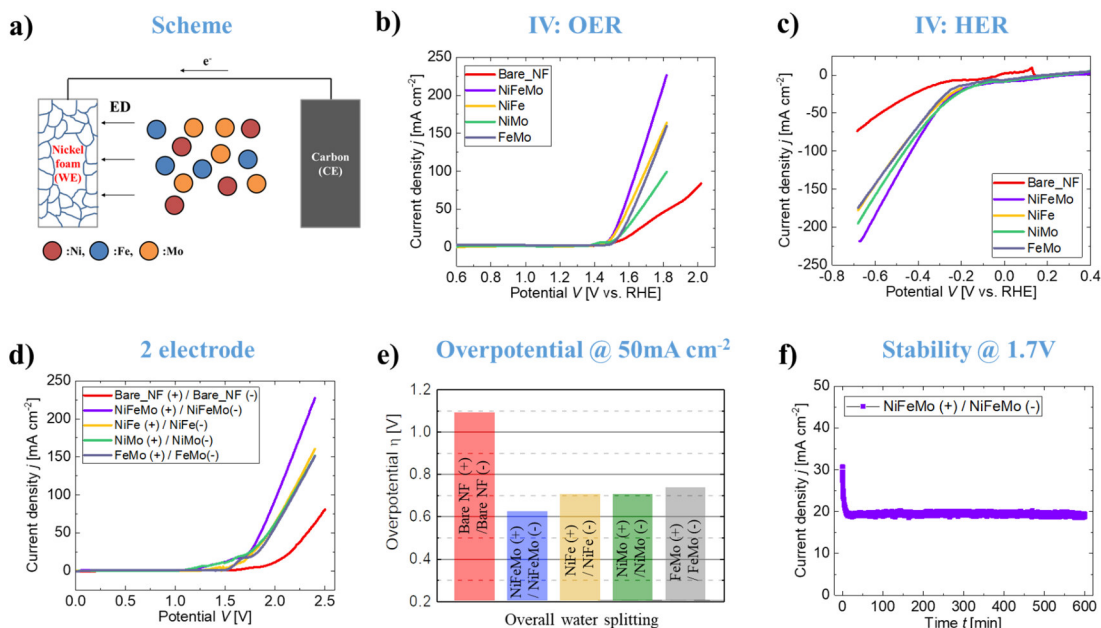 a)
Scheme
e-
ED
Nickel
foam
(WE)
Carbon
(CE)
:Ni, :Fe, :Mo
b)
IV: OER
Current density j [mA cm-2]
250
200
150
100
50
0
Bare_NF
NiFeMo
NiFe
NiMo
FeMo
0.6 0.8 1.0 1.2 1.4 1.6 1.8 2.0
Potential V [V vs. RHE]
c)
IV: HER
Current density j [mA cm-2]
0
-50
-100
-150
-200
-250
Bare_NF
NiFeMo
NiFe
NiMo
FeMo
-0.8 -0.6 -0.4 -0.2 0.0 0.2 0.4
Potential V [V vs. RHE]
d)
2 electrode
Current density j [mA cm-2]
250
200
150
100
50
0
Bare_NF (+) / Bare_NF (-)
NiFeMo (+) / NiFeMo(-)
NiFe (+) / NiFe(-)
NiMo (+) / NiMo(-)
FeMo (+) / FeMo(-)
0.0 0.5 1.0 1.5 2.0 2.5
Potential V [V]
e)
Overpotential @ 50mA cm-2
Overpotential η [V]
1.2
1.0
0.8
0.6
0.4
0.2
Bare NF (+)
/Bare NF (-)
NiFeMo (+)
/ NiFeMo (-)
NiFe (+)
/ NiFe (-)
NiMo (+)
/NiMo (-)
FeMo (+)
/ FeMo (-)
Overall water splitting
f)
Stability @ 1.7V
Current density j [mA cm-2]
50
40
30
20
10
0
NiFeMo (+) / NiFeMo (-)
0 100 200 300 400 500 600
Time t [min]